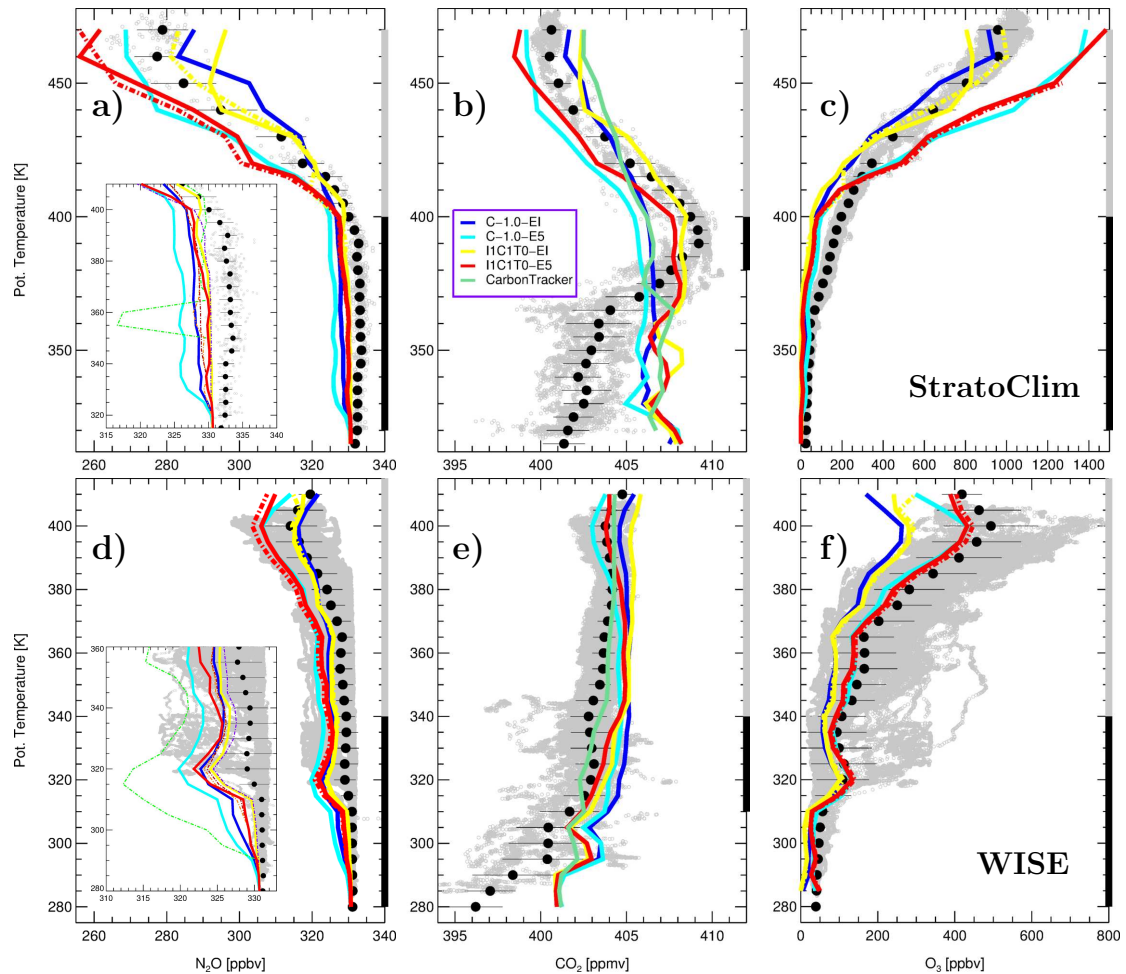 a)
b)
c)
Pot. Temperature [K]
450
400
350
260 280 300 320 340
400
380
360
340
320
316 320 325 330 335 340
C-1.0-EI
C-1.0-E5
I1C1T0-EI
I1C1T0-E5
CarbonTracker
395 400 405 410
StratoClim
0 200 400 600 800 1000 1200 1400
d)
e)
f)
Pot. Temperature [K]
400
380
360
340
320
300
280
360
340
320
300
280
310 315 320 325 330
WISE
260 280 300 320 340
395 400 405 410
0 200 400 600 800
N₂O [ppbv]
CO₂ [ppmv]
O₃ [ppbv]